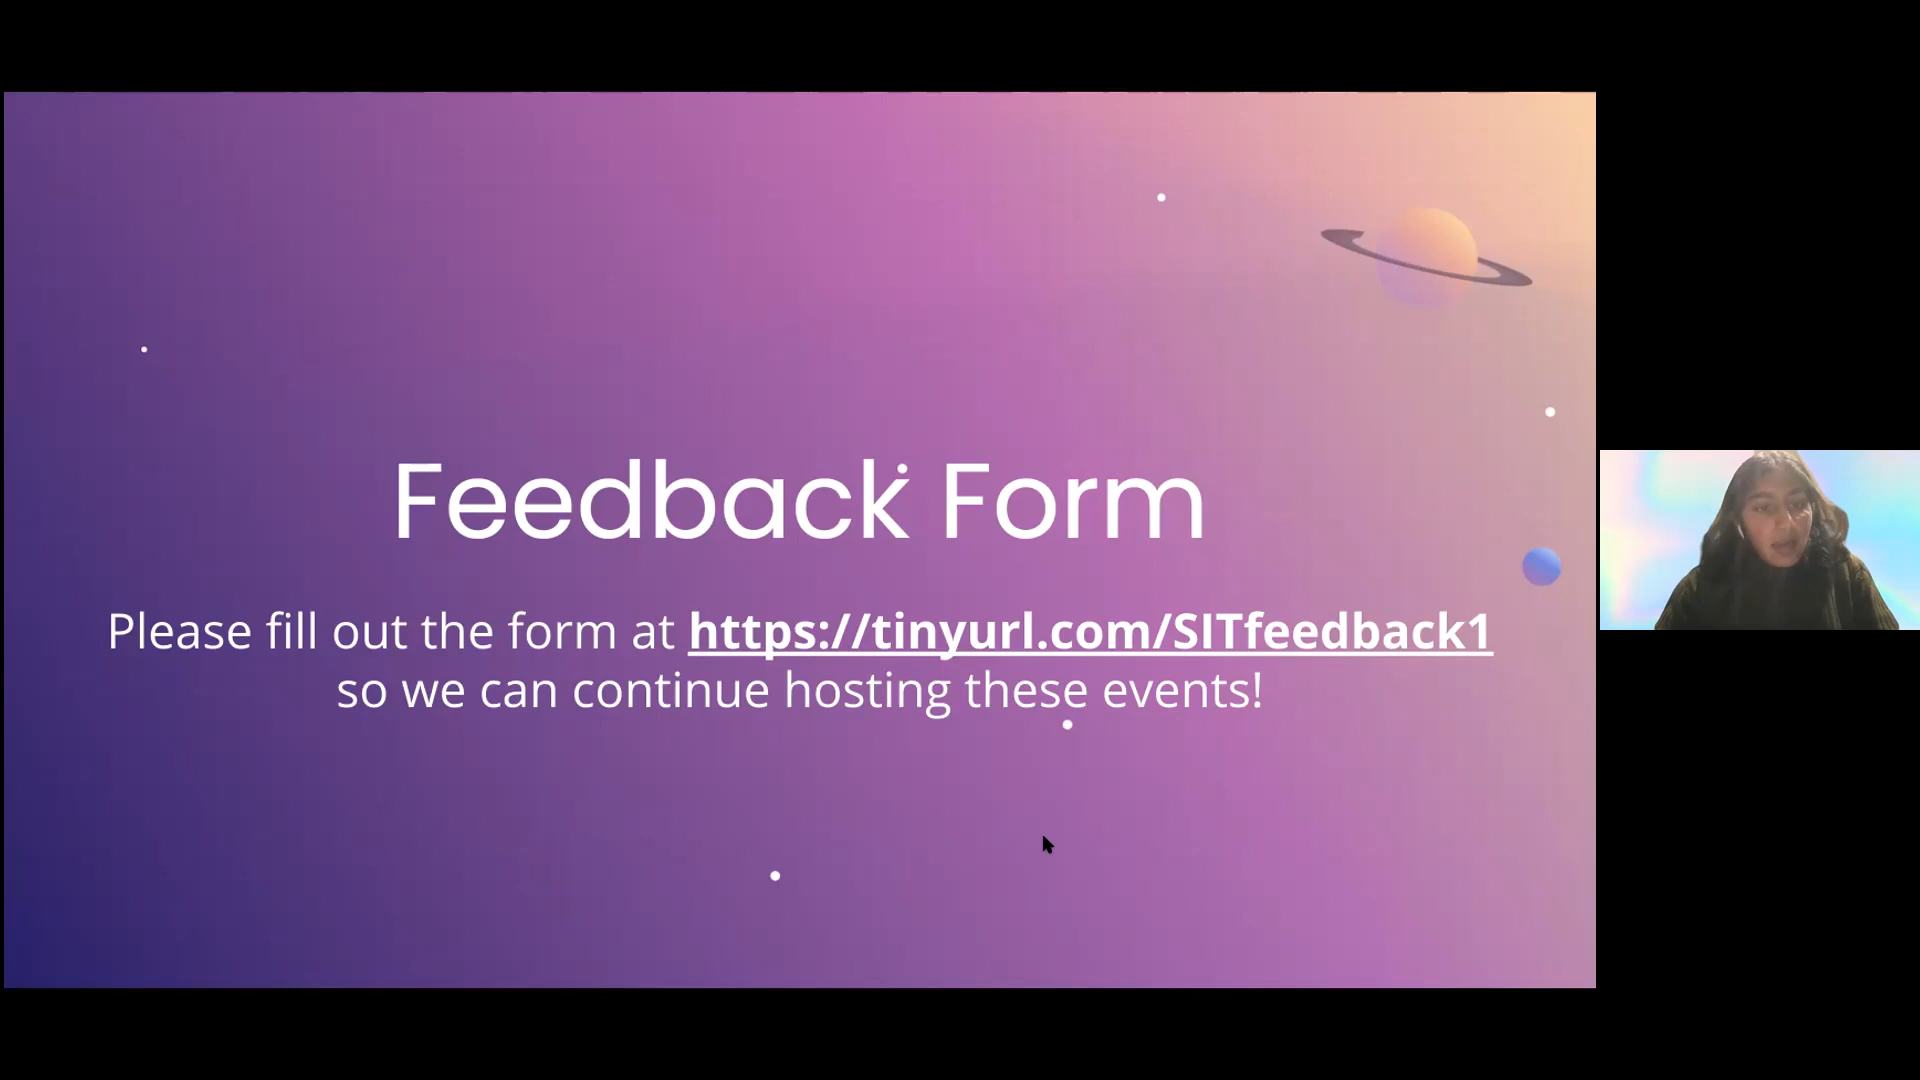 Feedback Form
Please fill out the form at https://tinyurl.com/SITfeedback1
so we can continue hosting these events!